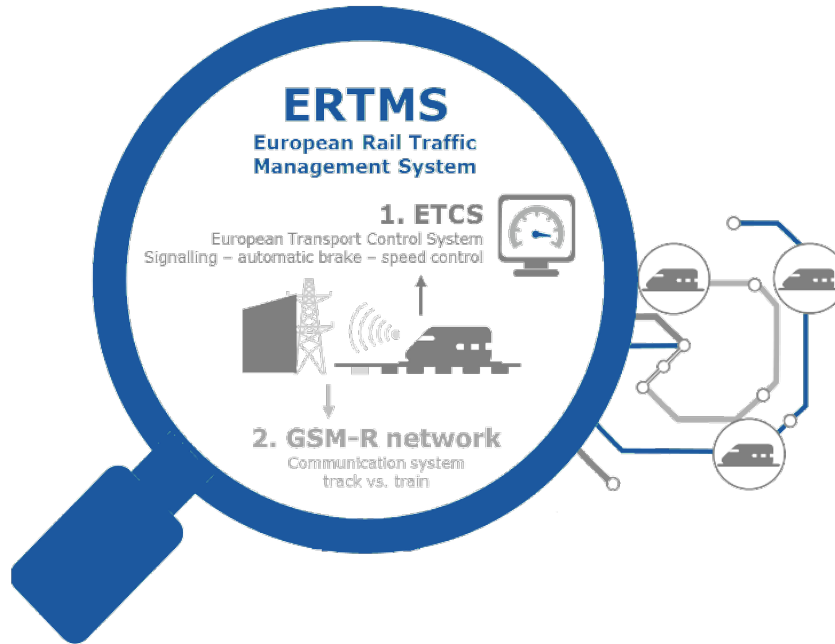 ERTMS
European Rail Traffic
Management System
1. ETCS
European Transport Control System
Signalling – automatic brake – speed control
2. GSM-R network
Communication system
track vs. train